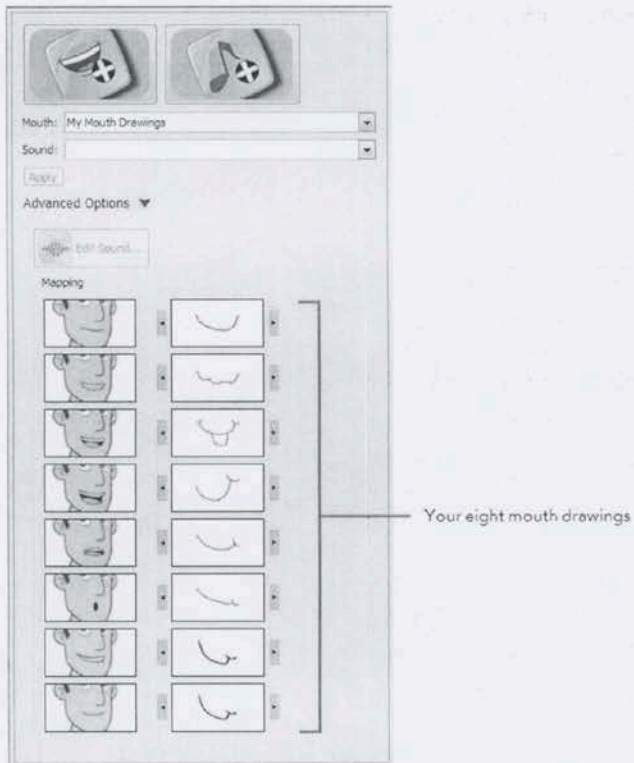 Mouth: My Mouth Drawings
Sound:
Apply
Advanced Options
Edit Sound...
Mapping
Your eight mouth drawings